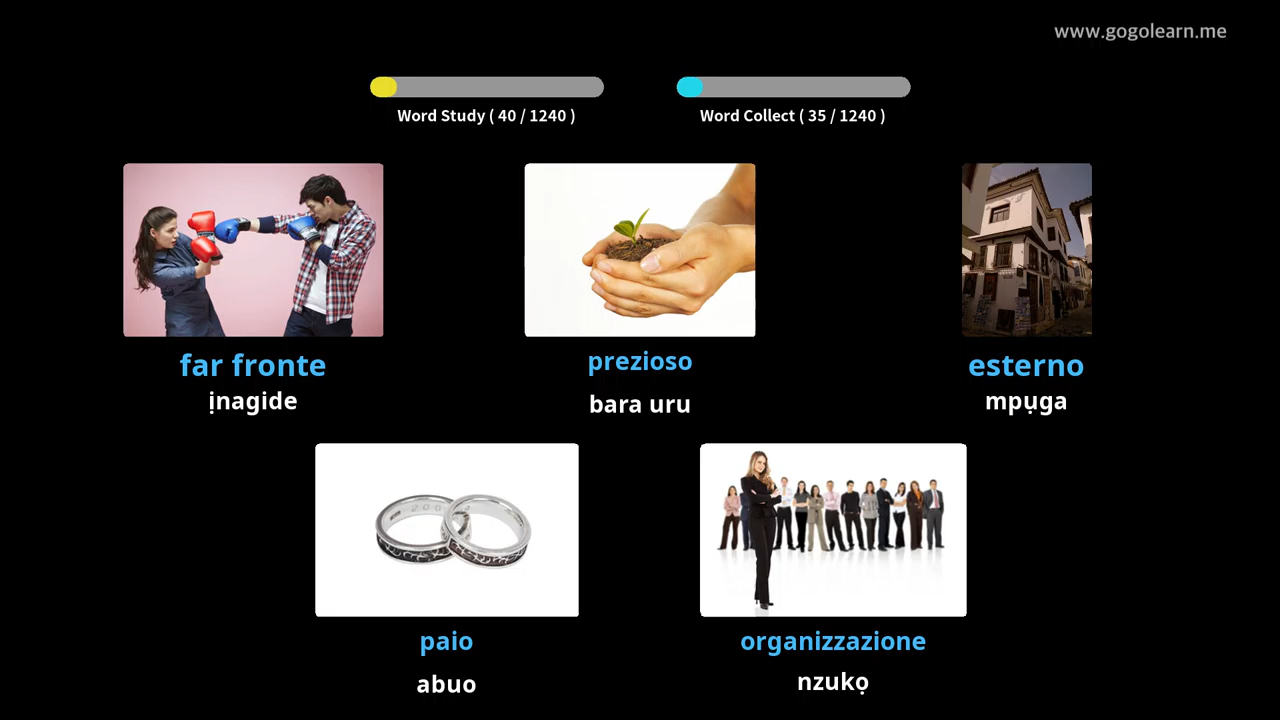 www.gogolearn.me
Word Study ( 40 / 1240 )
Word Collect ( 35 / 1240 )
far fronte
ịnagide
prezioso
bara uru
esterno
mpụga
paio
abuo
organizzazione
nzukọ